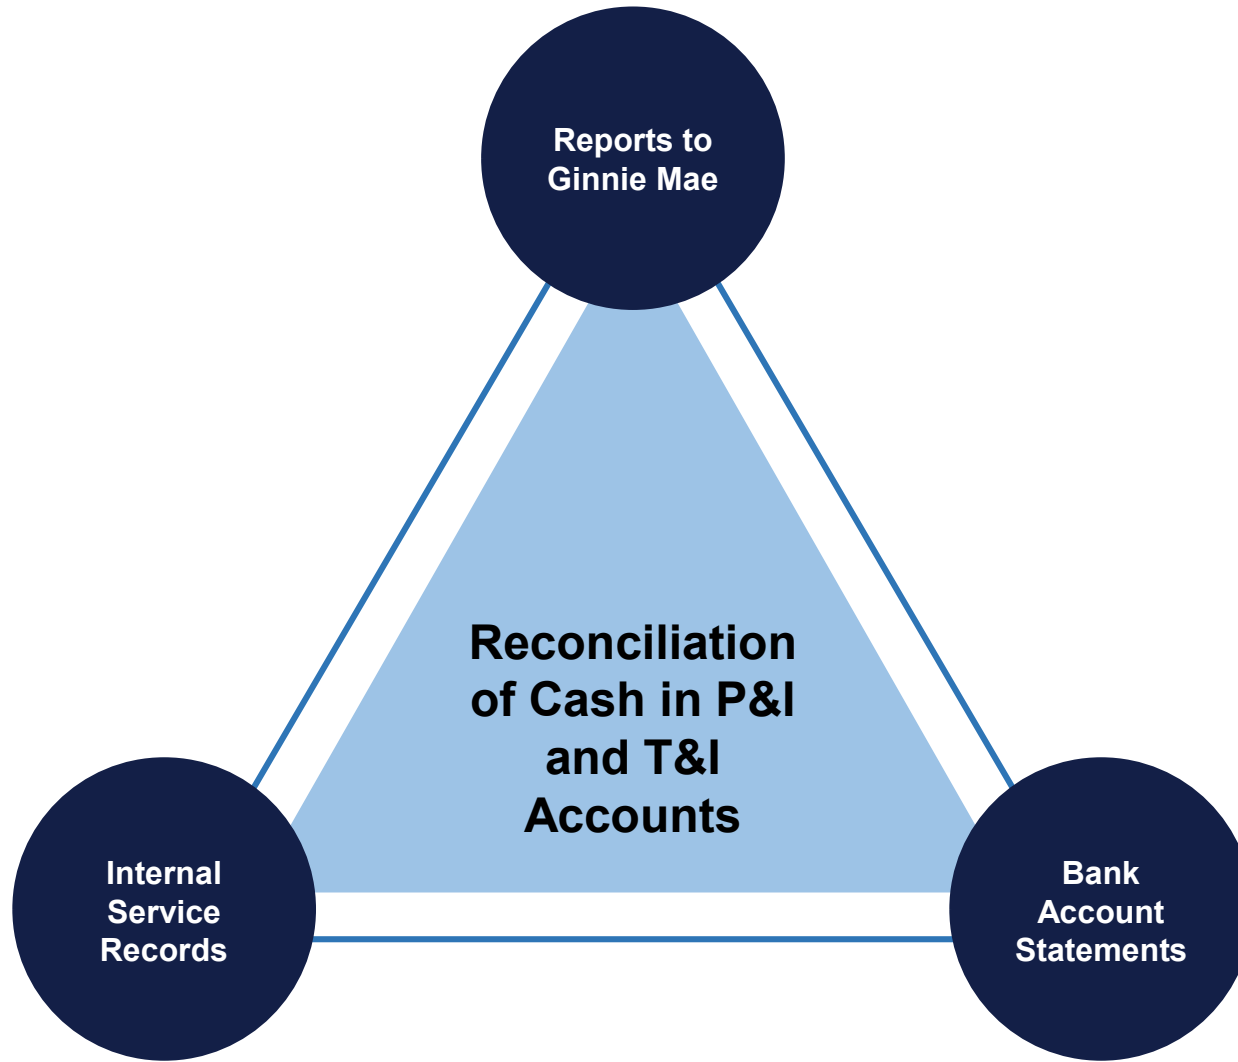 Reports to
Ginnie Mae
Reconciliation
of Cash in P&I
and T&I
Accounts
Internal
Service
Records
Bank
Account
Statements